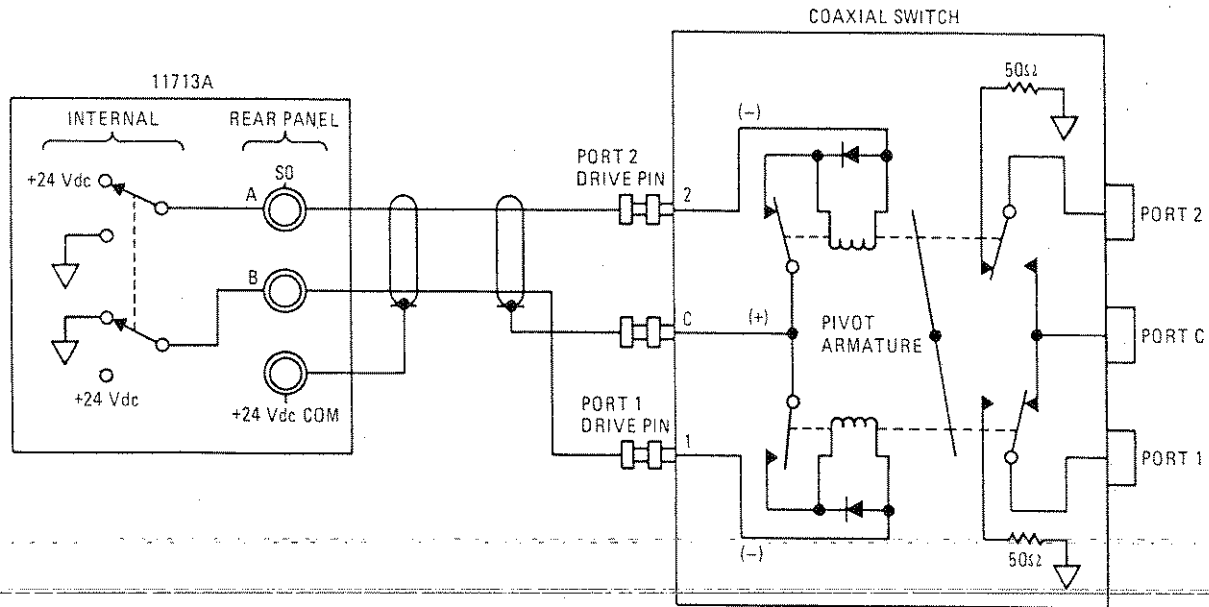 COAXIAL SWITCH
11713A
INTERNAL
REAR PANEL
+24 Vdc
S0
A
B
+24 Vdc
+24 Vdc COM
PORT 2
DRIVE PIN
2
(-)
C
(+)
PORT 1
DRIVE PIN
1
(-)
PIVOT
ARMATURE
50Ω
50Ω
PORT 2
PORT C
PORT 1